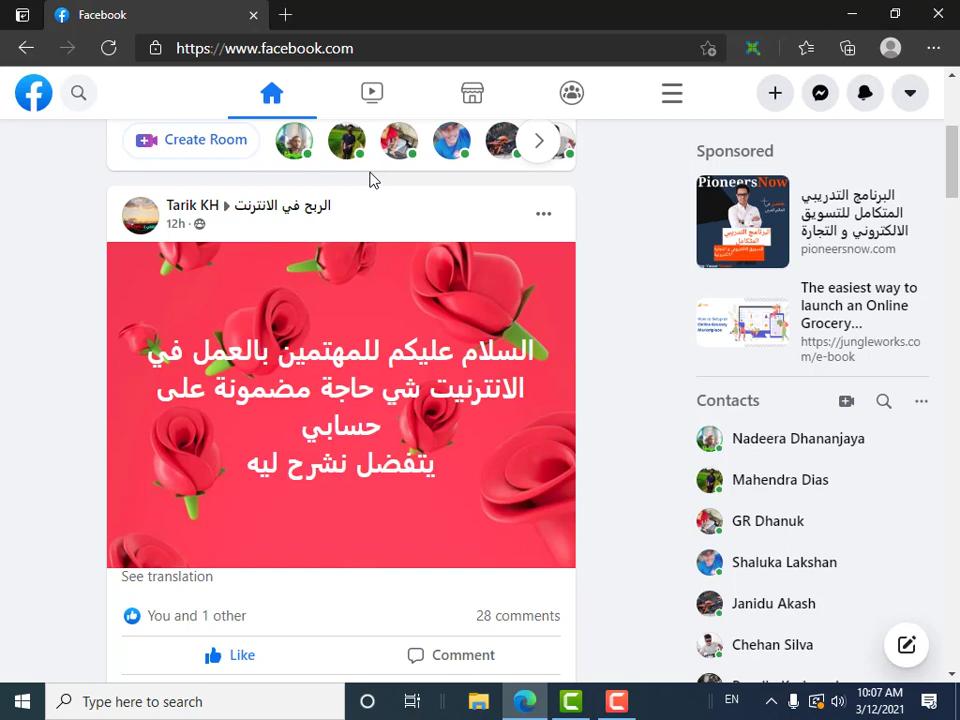 Facebook
https://www.facebook.com
Create Room
Sponsored
PioneersNow
البرنامج التدريبي
المتكامل
البرنامج التدريبي
المتكامل للتسويق
الالكتروني و التجارة
pioneersnow.com
The easiest way to
launch an Online
Grocery...
https://jungleworks.co
m/e-book
Tarik KH
الربح في الانترنت
12h ·
السلام عليكم للمهتمين بالعمل في
الانترنيت شي حاجة مضمونة على
حسابي
يتفضل نشرح ليه
See translation
You and 1 other
28 comments
Like
Comment
Contacts
Nadeera Dhananjaya
Mahendra Dias
GR Dhanuk
Shaluka Lakshan
Janidu Akash
Chehan Silva
Type here to search
EN
10:07 AM
3/12/2021